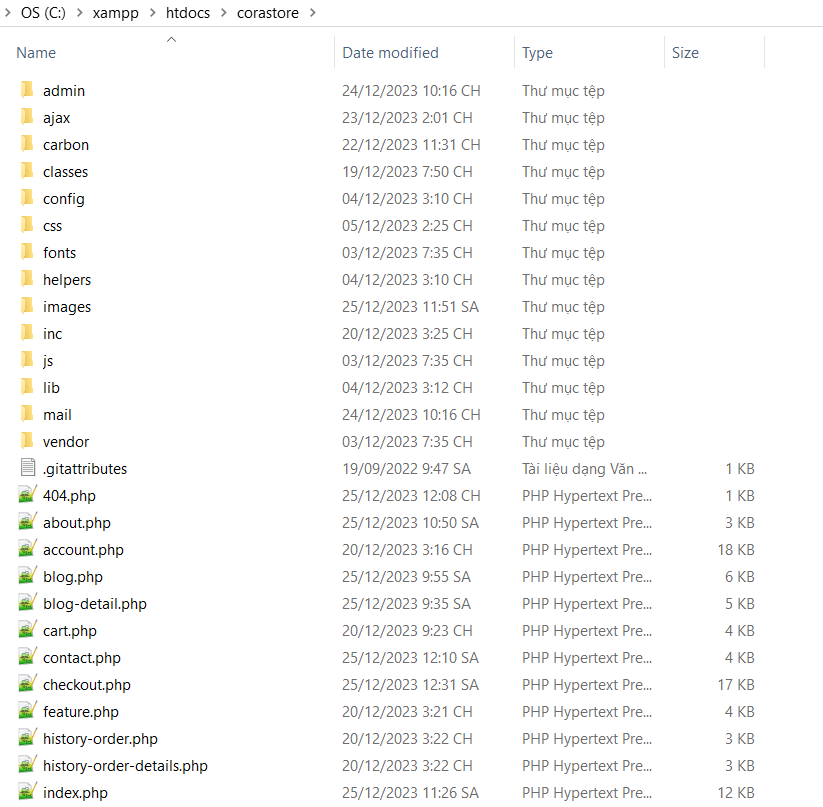 OS (C:) > xampp > htdocs > corastore >
Name Date modified Type Size
admin 24/12/2023 10:16 CH Thư mục tệp
ajax 23/12/2023 2:01 CH Thư mục tệp
carbon 22/12/2023 11:31 CH Thư mục tệp
classes 19/12/2023 7:50 CH Thư mục tệp
config 04/12/2023 3:10 CH Thư mục tệp
css 05/12/2023 2:25 CH Thư mục tệp
fonts 03/12/2023 7:35 CH Thư mục tệp
helpers 04/12/2023 3:10 CH Thư mục tệp
images 25/12/2023 11:51 SA Thư mục tệp
inc 20/12/2023 3:25 CH Thư mục tệp
js 03/12/2023 7:35 CH Thư mục tệp
lib 04/12/2023 3:12 CH Thư mục tệp
mail 24/12/2023 10:16 CH Thư mục tệp
vendor 03/12/2023 7:35 CH Thư mục tệp
.gitattributes 19/09/2022 9:47 SA Tài liệu dạng Văn ... 1 KB
404.php 25/12/2023 12:08 CH PHP Hypertext Pre... 1 KB
about.php 25/12/2023 10:50 SA PHP Hypertext Pre... 3 KB
account.php 20/12/2023 3:16 CH PHP Hypertext Pre... 18 KB
blog.php 25/12/2023 9:55 SA PHP Hypertext Pre... 6 KB
blog-detail.php 25/12/2023 9:35 SA PHP Hypertext Pre... 5 KB
cart.php 20/12/2023 9:23 CH PHP Hypertext Pre... 4 KB
contact.php 25/12/2023 12:10 SA PHP Hypertext Pre... 4 KB
checkout.php 25/12/2023 12:31 SA PHP Hypertext Pre... 17 KB
feature.php 20/12/2023 3:21 CH PHP Hypertext Pre... 4 KB
history-order.php 20/12/2023 3:22 CH PHP Hypertext Pre... 3 KB
history-order-details.php 20/12/2023 3:22 CH PHP Hypertext Pre... 3 KB
index.php 25/12/2023 11:26 SA PHP Hypertext Pre... 12 KB